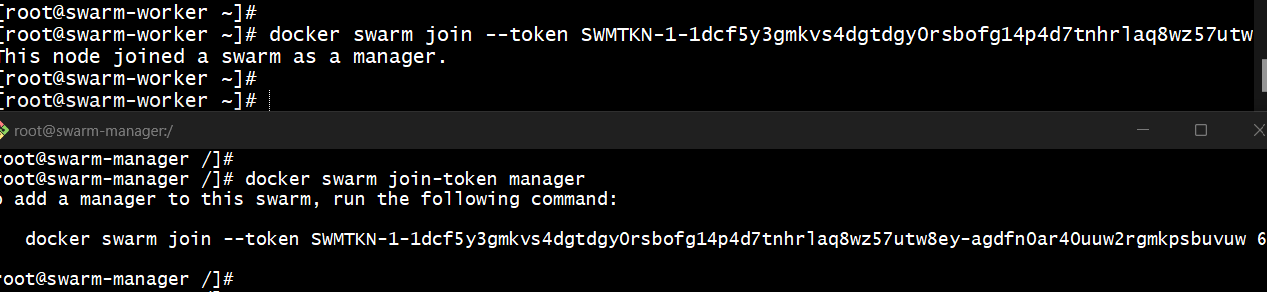 [root@swarm-worker ~]#
[root@swarm-worker ~]# docker swarm join --token SWMTKN-1-1dcf5y3gmkvs4dgtdgy0rsbofg14p4d7tnhrlaq8wz57utw
This node joined a swarm as a manager.
[root@swarm-worker ~]#
[root@swarm-worker ~]#
root@swarm-manager:/
root@swarm-manager /]#
root@swarm-manager /]# docker swarm join-token manager
o add a manager to this swarm, run the following command:
docker swarm join --token SWMTKN-1-1dcf5y3gmkvs4dgtdgy0rsbofg14p4d7tnhrlaq8wz57utw8ey-agdfn0ar40uuw2rgmkpsbuvuw 6
root@swarm-manager /]#